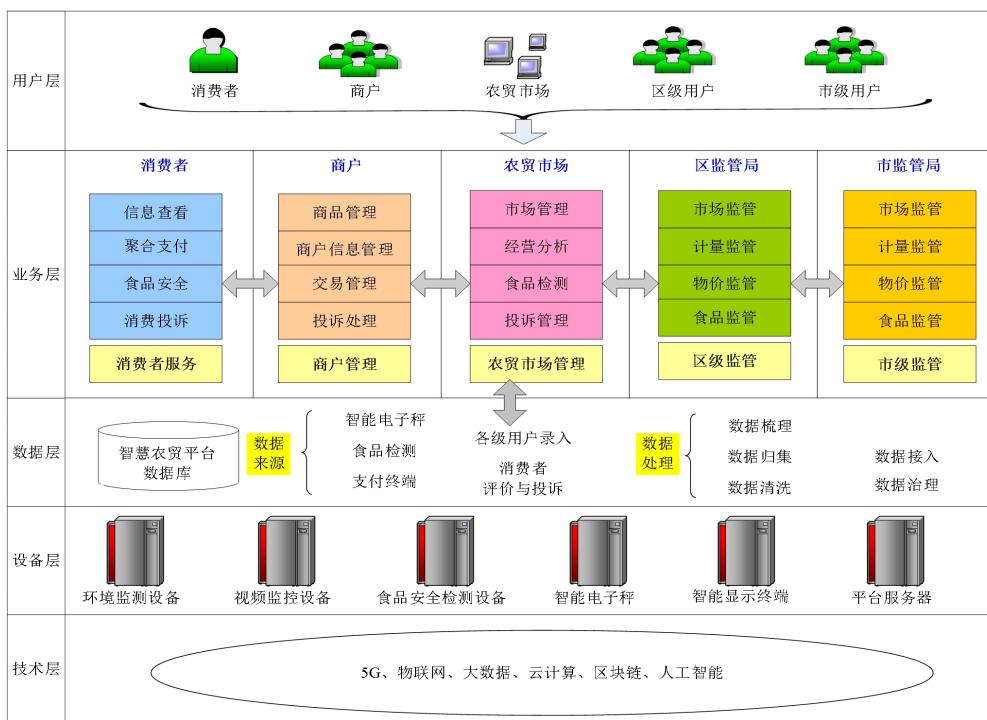 用户层
消费者
商户
农贸市场
区级用户
市级用户
业务层
消费者
信息查看
聚合支付
食品安全
消费投诉
消费者服务
商户
商品管理
商户信息管理
交易管理
投诉处理
商户管理
农贸市场
市场管理
经营分析
食品检测
投诉管理
农贸市场管理
区监管局
市场监管
计量监管
物价监管
食品监管
区级监管
市监管局
市场监管
计量监管
物价监管
食品监管
市级监管
数据层
智慧农贸平台
数据库
数据
来源
智能电子秤
食品检测
支付终端
各级用户录入
消费者
评价与投诉
数据
处理
数据梳理
数据归集
数据清洗
数据接入
数据治理
设备层
环境监测设备
视频监控设备
食品安全检测设备
智能电子秤
智能显示终端
平台服务器
技术层
5G、物联网、大数据、云计算、区块链、人工智能